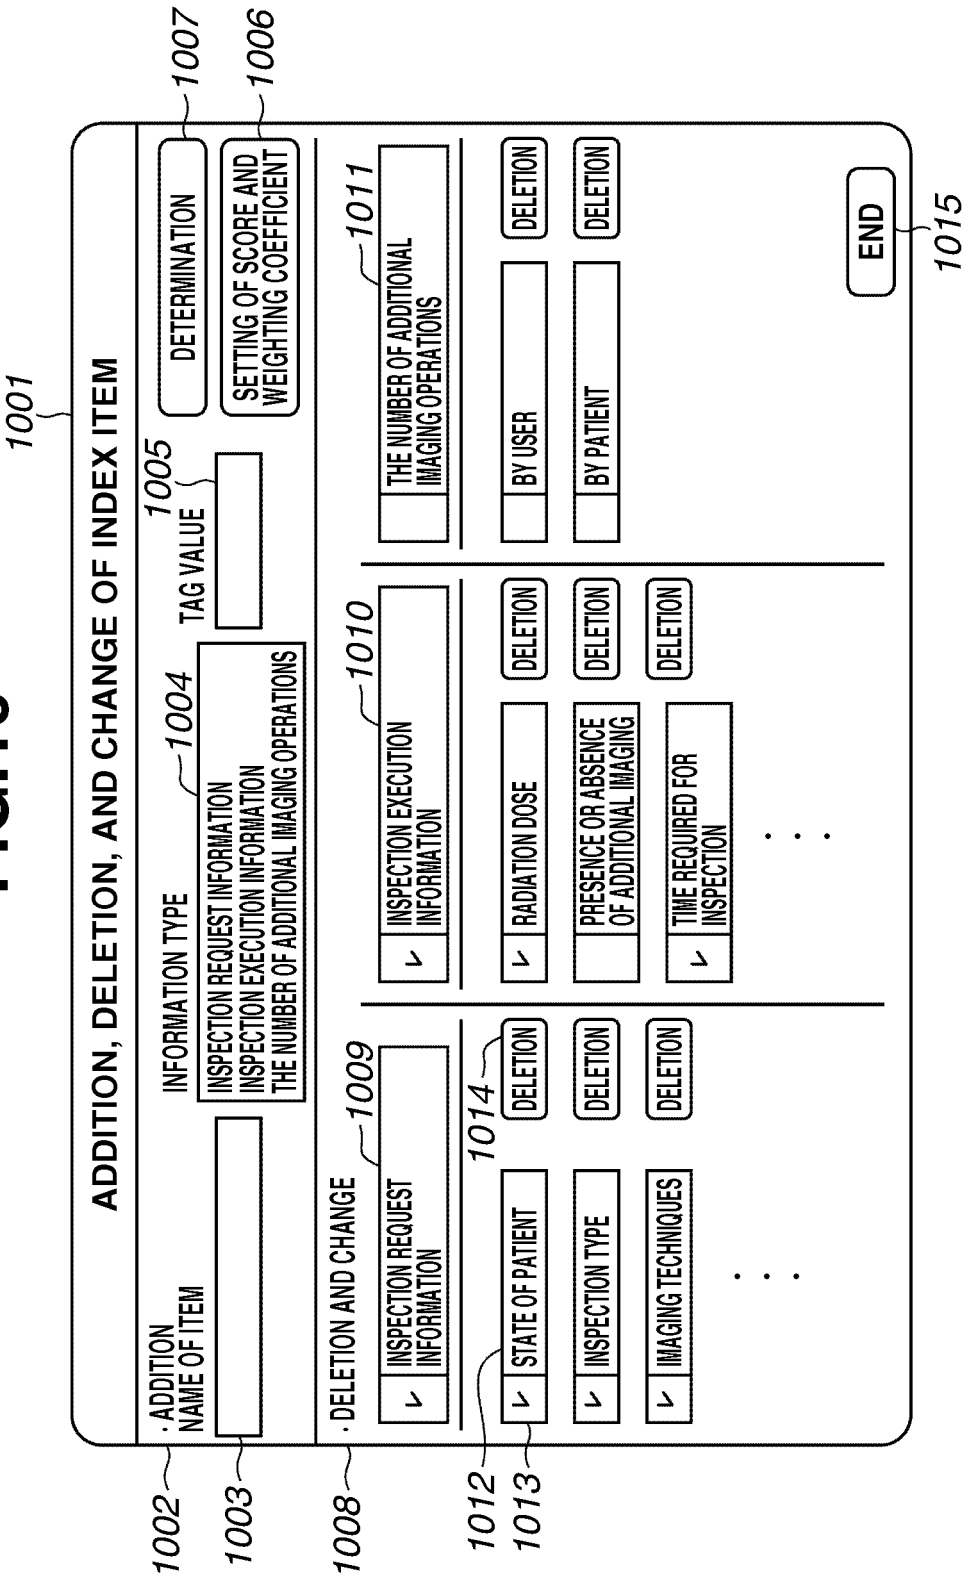 1001
ADDITION, DELETION, AND CHANGE OF INDEX ITEM
1002
· ADDITION
NAME OF ITEM
1003
INFORMATION TYPE
1004
INSPECTION REQUEST INFORMATION
INSPECTION EXECUTION INFORMATION
THE NUMBER OF ADDITIONAL IMAGING OPERATIONS
TAG VALUE
1005
DETERMINATION
1007
SETTING OF SCORE AND
WEIGHTING COEFFICIENT
1006
1008
· DELETION AND CHANGE
1009
✓ INSPECTION REQUEST
INFORMATION
1010
✓ INSPECTION EXECUTION
INFORMATION
1011
THE NUMBER OF ADDITIONAL
IMAGING OPERATIONS
1012
1013
1014
✓ STATE OF PATIENT DELETION
✓ INSPECTION TYPE DELETION
✓ IMAGING TECHNIQUES DELETION
. . .
✓ RADIATION DOSE DELETION
PRESENCE OR ABSENCE
OF ADDITIONAL IMAGING
DELETION
✓ TIME REQUIRED FOR
INSPECTION
DELETION
. . .
BY USER DELETION
BY PATIENT DELETION
END
1015